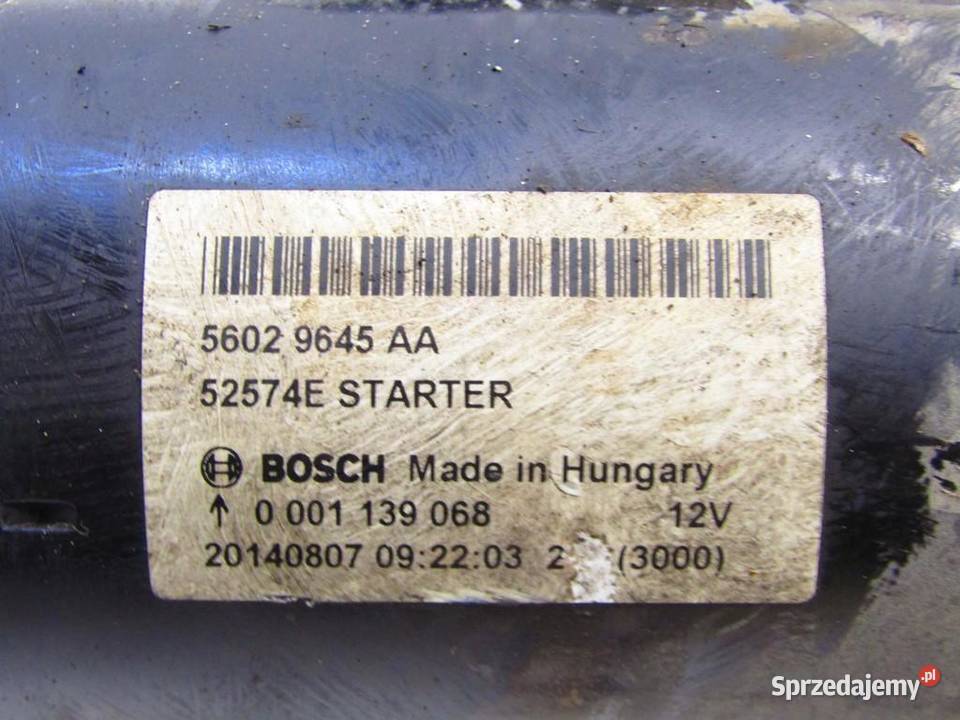 5602 9645 AA
52574E STARTER
BOSCH Made in Hungary
↑ 0 001 139 068 12V
20140807 09:22:03 2 (3000)
Sprzedajemy.pl